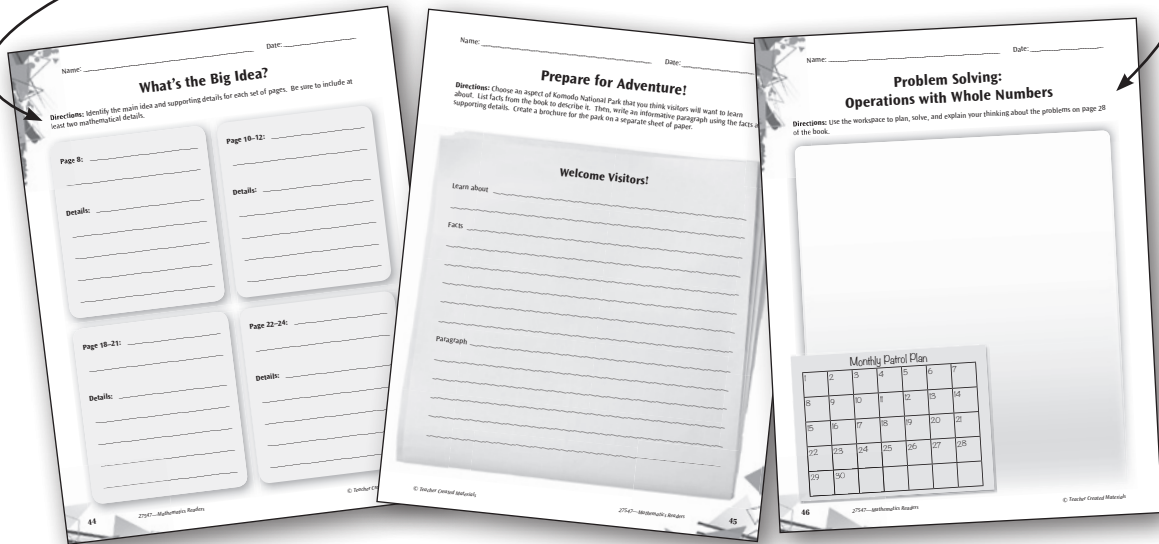 Name: Date:
What's the Big Idea?
Directions: Identify the main idea and supporting details for each set of pages. Be sure to include at
least two mathematical details.
Page 8:
Details:
Page 10–12:
Details:
Page 18–21:
Details:
Page 22–24:
Details:
44
27547—Mathematics Readers
Name: Date:
Prepare for Adventure!
Directions: Choose an aspect of Komodo National Park that you think visitors will want to learn
about. List facts from the book to describe it. Then, write an informative paragraph using the facts
supporting details. Create a brochure for the park on a separate sheet of paper.
Welcome Visitors!
Learn about
Facts
Paragraph
© Teacher Created Materials
27547—Mathematics Readers
45
Name: Date:
Problem Solving:
Operations with Whole Numbers
Directions: Use the workspace to plan, solve, and explain your thinking about the problems on page 28
of the book.
Monthly Patrol Plan
1 2 3 4 5 6 7
8 9 10 11 12 13 14
15 16 17 18 19 20 21
22 23 24 25 26 27 28
29 30
© Teacher Created Materials
46
27547—Mathematics Readers